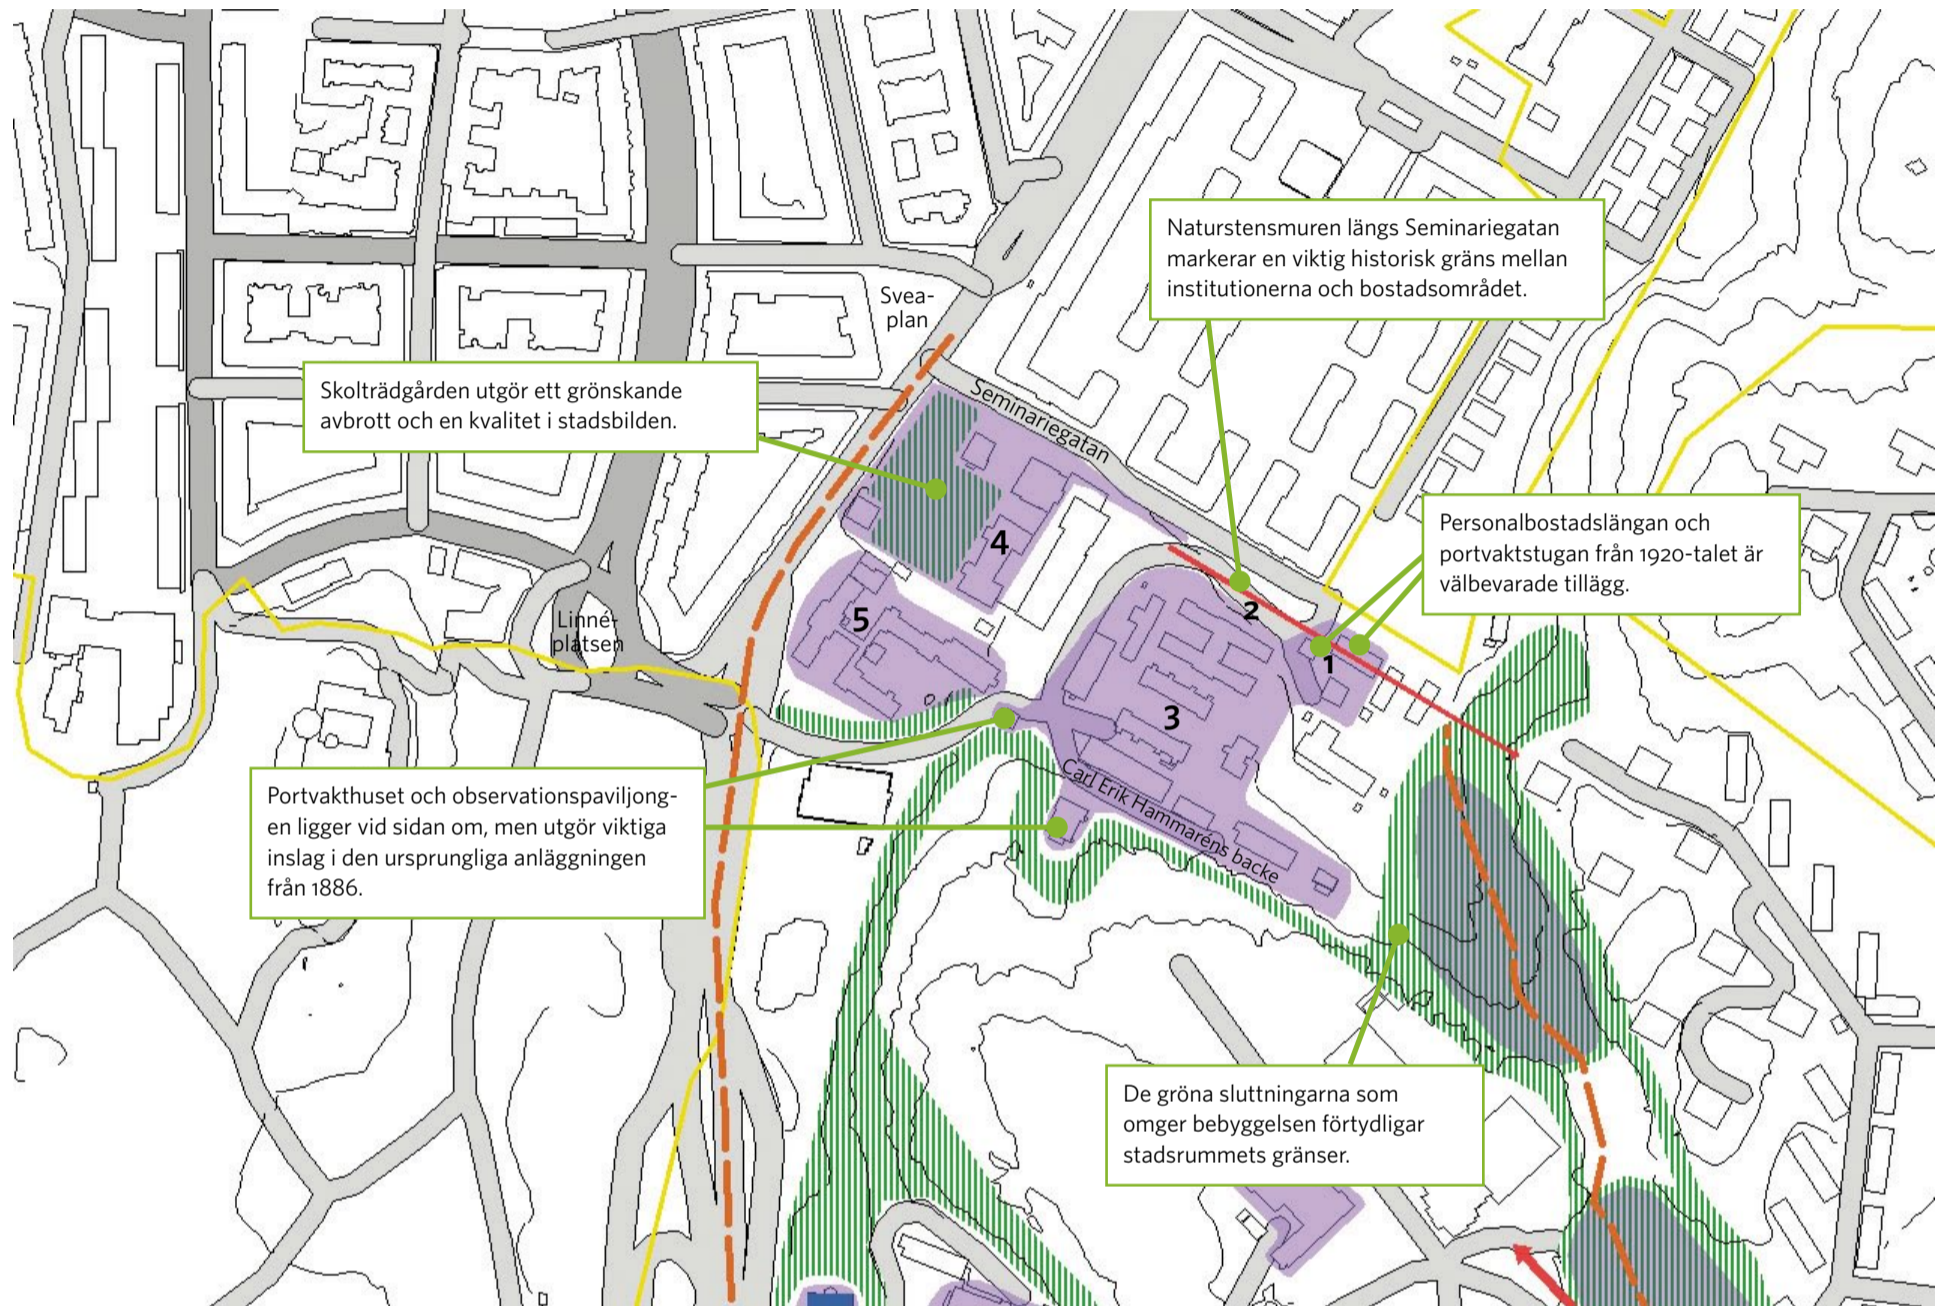 Naturstensmuren längs Seminariegatan
markerar en viktig historisk gräns mellan
institutionerna och bostadsområdet.
Svea-
plan
Skolträdgården utgör ett grönskande
avbrott och en kvalitet i stadsbilden.
Seminariegatan
Personalbostadslängan och
portvaktstugan från 1920-talet är
välbevarade tillägg.
4
2
5
Linné-
platsen
1
3
Carl Erik Hammaréns backe
Portvakthuset och observationspaviljong-
en ligger vid sidan om, men utgör viktiga
inslag i den ursprungliga anläggningen
från 1886.
De gröna sluttningarna som
omger bebyggelsen förtydligar
stadsrummets gränser.